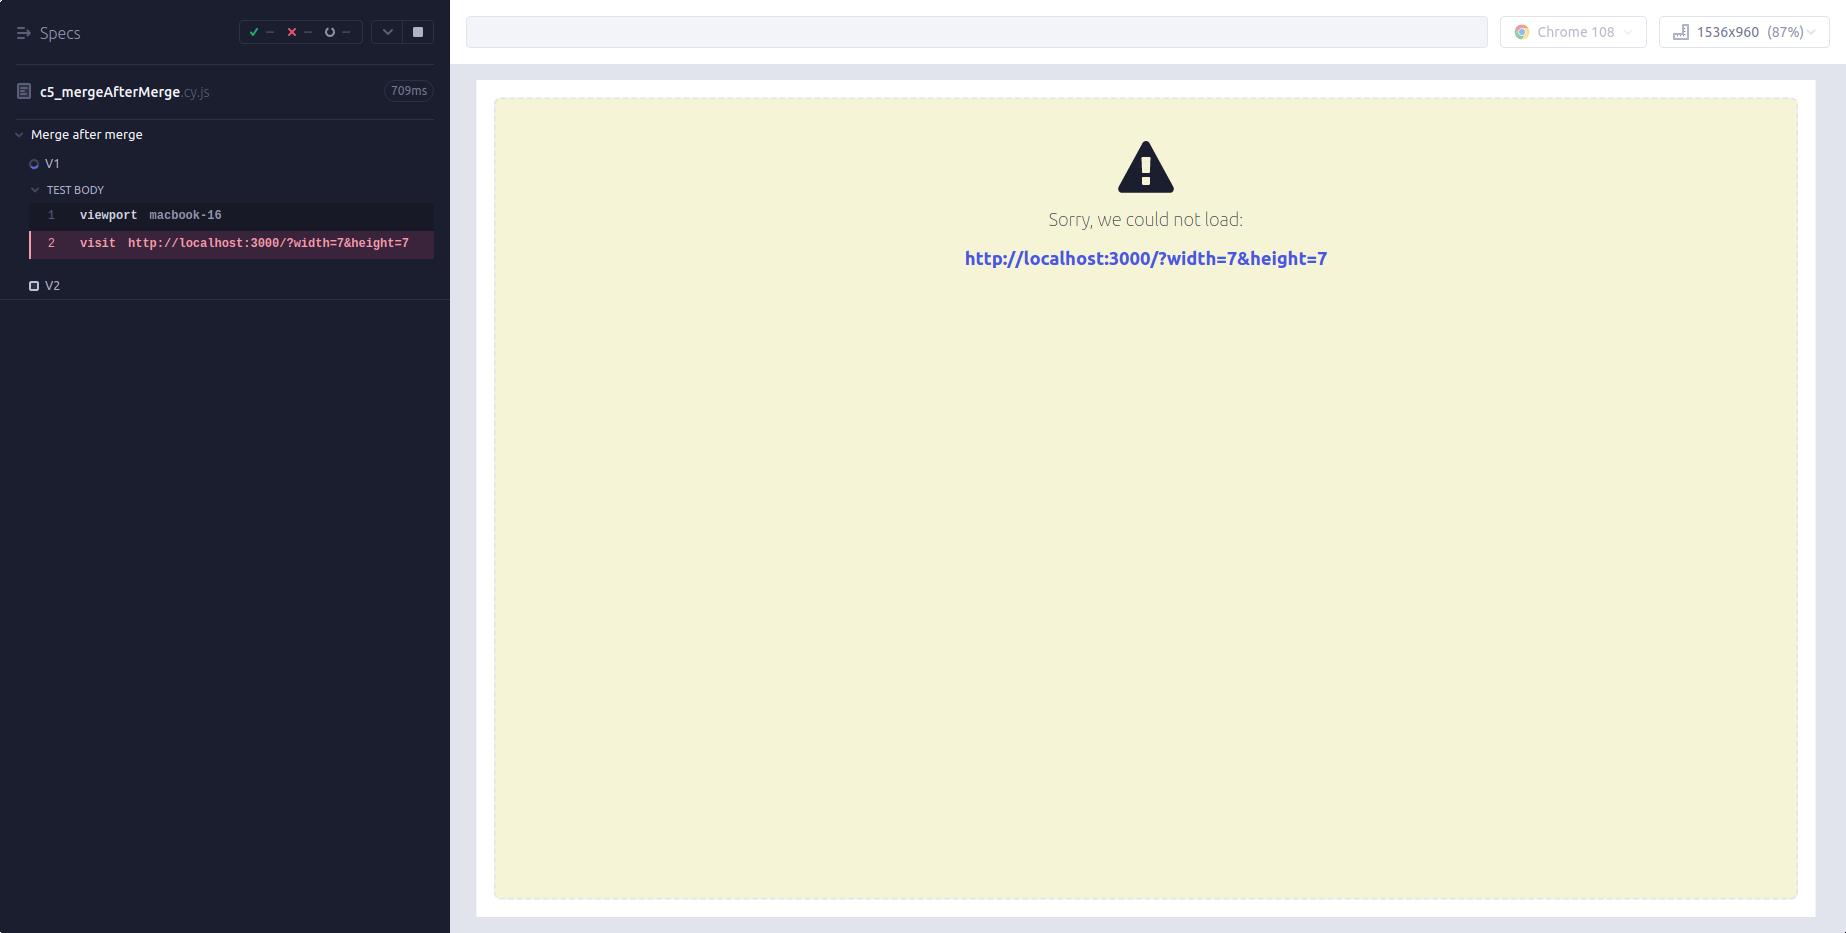 Specs
-- -- --
c5_mergeAfterMerge.cy.js 709ms
Merge after merge
V1
TEST BODY
1 viewport macbook-16
2 visit http://localhost:3000/?width=7&height=7
V2
Chrome 108
1536x960 (87%)
Sorry, we could not load:
http://localhost:3000/?width=7&height=7